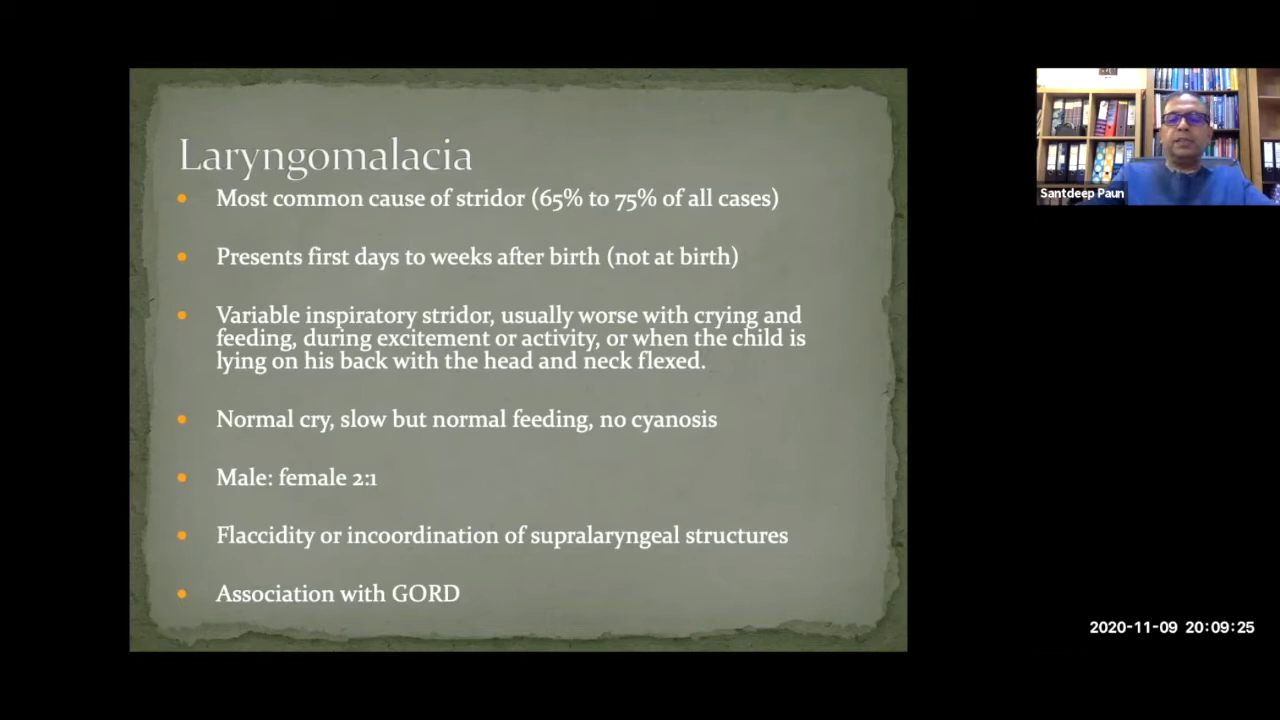 Laryngomalacia
• Most common cause of stridor (65% to 75% of all cases)
• Presents first days to weeks after birth (not at birth)
• Variable inspiratory stridor, usually worse with crying and
feeding, during excitement or activity, or when the child is
lying on his back with the head and neck flexed.
• Normal cry, slow but normal feeding, no cyanosis
• Male: female 2:1
• Flaccidity or incoordination of supralaryngeal structures
• Association with GORD
Santdeep Paun
2020-11-09 20:09:25